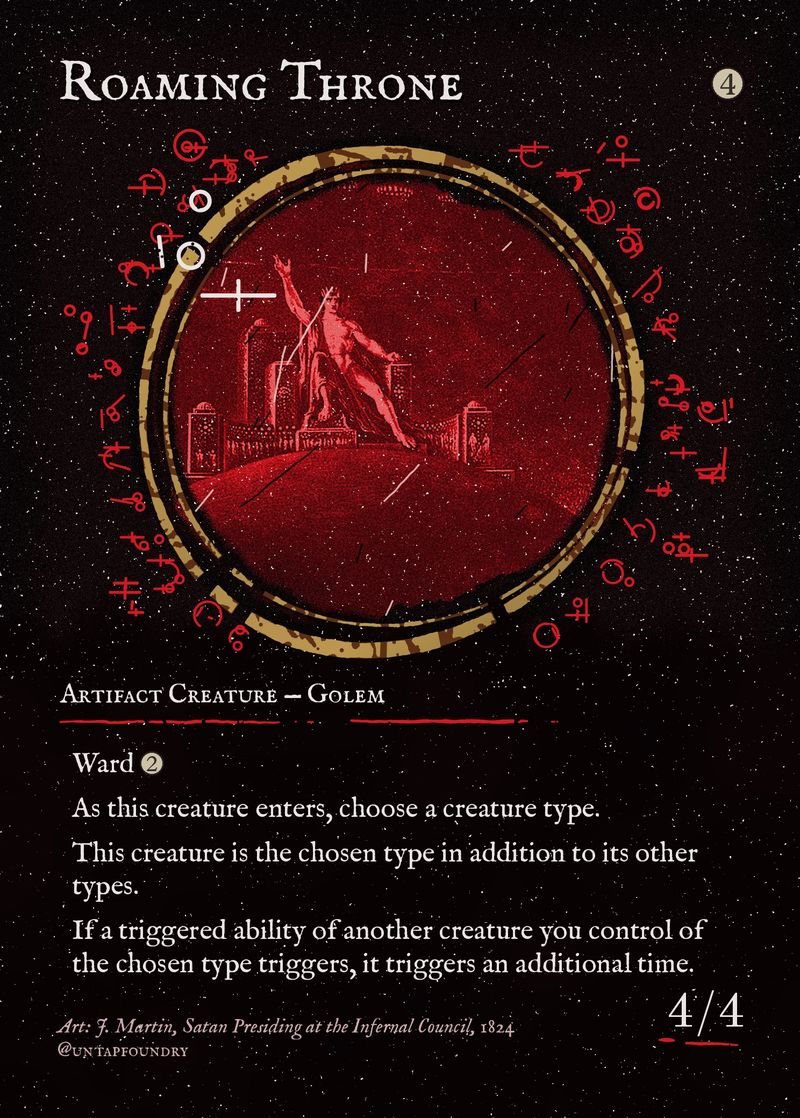 Roaming Throne
4
Artifact Creature — Golem
Ward 2
As this creature enters, choose a creature type.
This creature is the chosen type in addition to its other
types.
If a triggered ability of another creature you control of
the chosen type triggers, it triggers an additional time.
4/4
Art: J. Martin, Satan Presiding at the Infernal Council, 1824
@untapfoundry